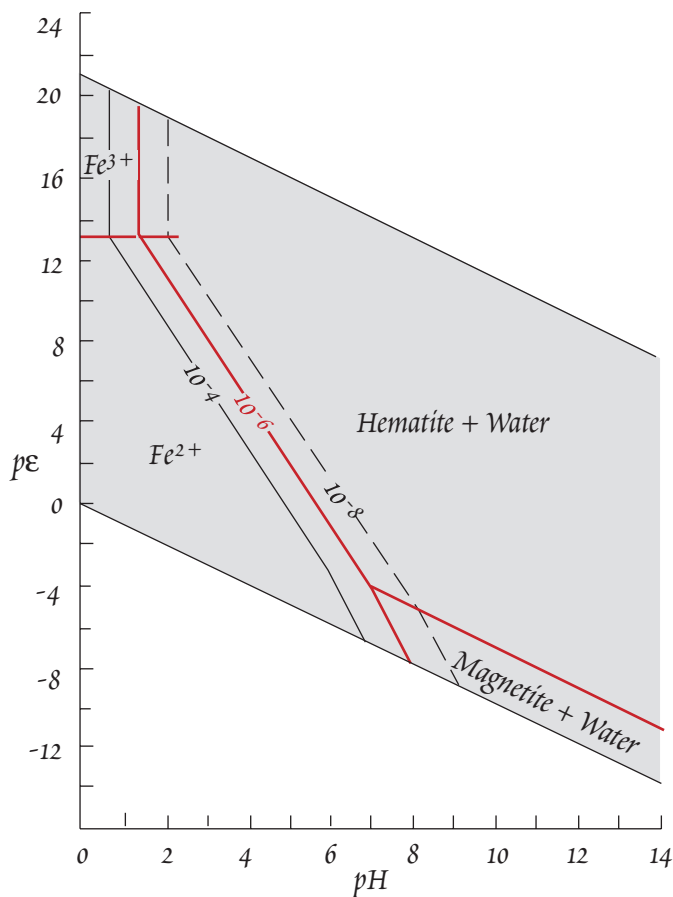 24
20
16
12
8
4
0
-4
-8
-12
pε
Fe³⁺
10⁻⁴
10⁻⁶
10⁻⁸
Fe²⁺
Hematite + Water
Magnetite + Water
0 2 4 6 8 10 12 14
pH